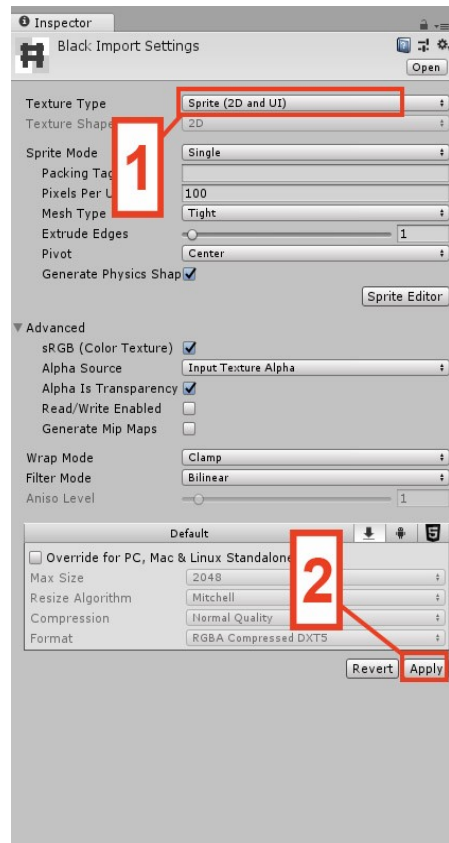 Inspector
Black Import Settings
Open
Texture Type Sprite (2D and UI)
Texture Shape 2D
1
Sprite Mode Single
Packing Tag
Pixels Per U 100
Mesh Type Tight
Extrude Edges 1
Pivot Center
Generate Physics Shap
Sprite Editor
Advanced
sRGB (Color Texture)
Alpha Source Input Texture Alpha
Alpha Is Transparency
Read/Write Enabled
Generate Mip Maps
Wrap Mode Clamp
Filter Mode Bilinear
Aniso Level 1
Default
Override for PC, Mac & Linux Standalone
2
Max Size 2048
Resize Algorithm Mitchell
Compression Normal Quality
Format RGBA Compressed DXT5
Revert Apply